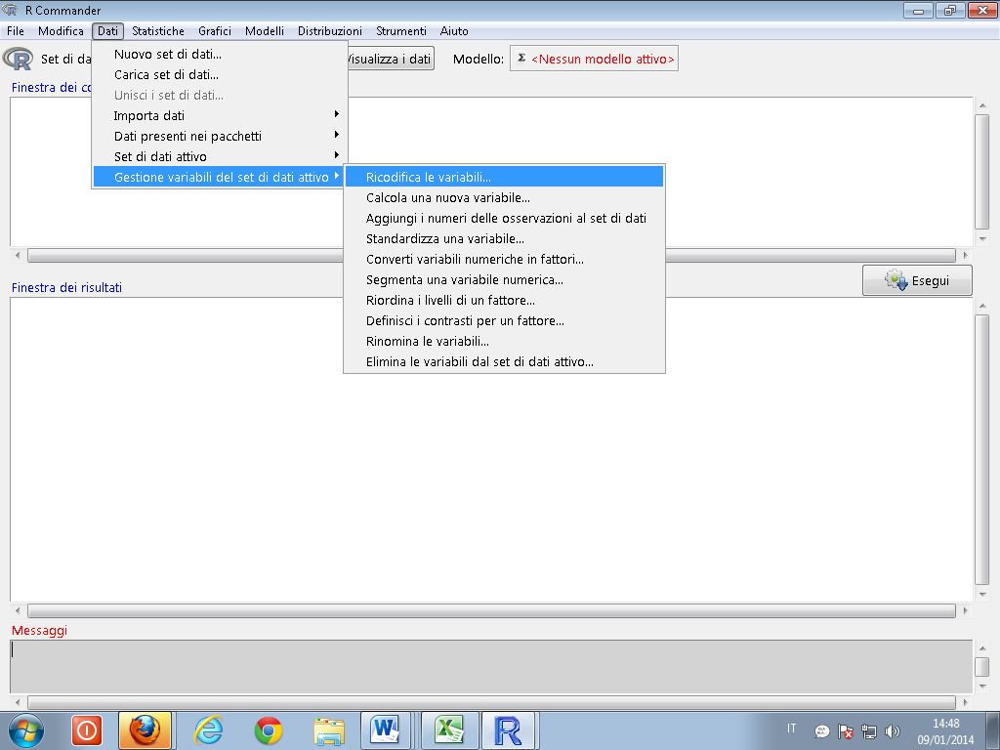 R Commander
File Modifica Dati Statistiche Grafici Modelli Distribuzioni Strumenti Aiuto
Set di da Visualizza i dati Modello: Σ <Nessun modello attivo>
Nuovo set di dati...
Carica set di dati...
Unisci i set di dati...
Importa dati
Dati presenti nei pacchetti
Set di dati attivo
Gestione variabili del set di dati attivo
Ricodifica le variabili...
Calcola una nuova variabile...
Aggiungi i numeri delle osservazioni al set di dati
Standardizza una variabile...
Converti variabili numeriche in fattori...
Segmenta una variabile numerica...
Riordina i livelli di un fattore...
Definisci i contrasti per un fattore...
Rinomina le variabili...
Elimina le variabili dal set di dati attivo...
Finestra dei co
Esegui
Finestra dei risultati
Messaggi
IT
14:48
09/01/2014